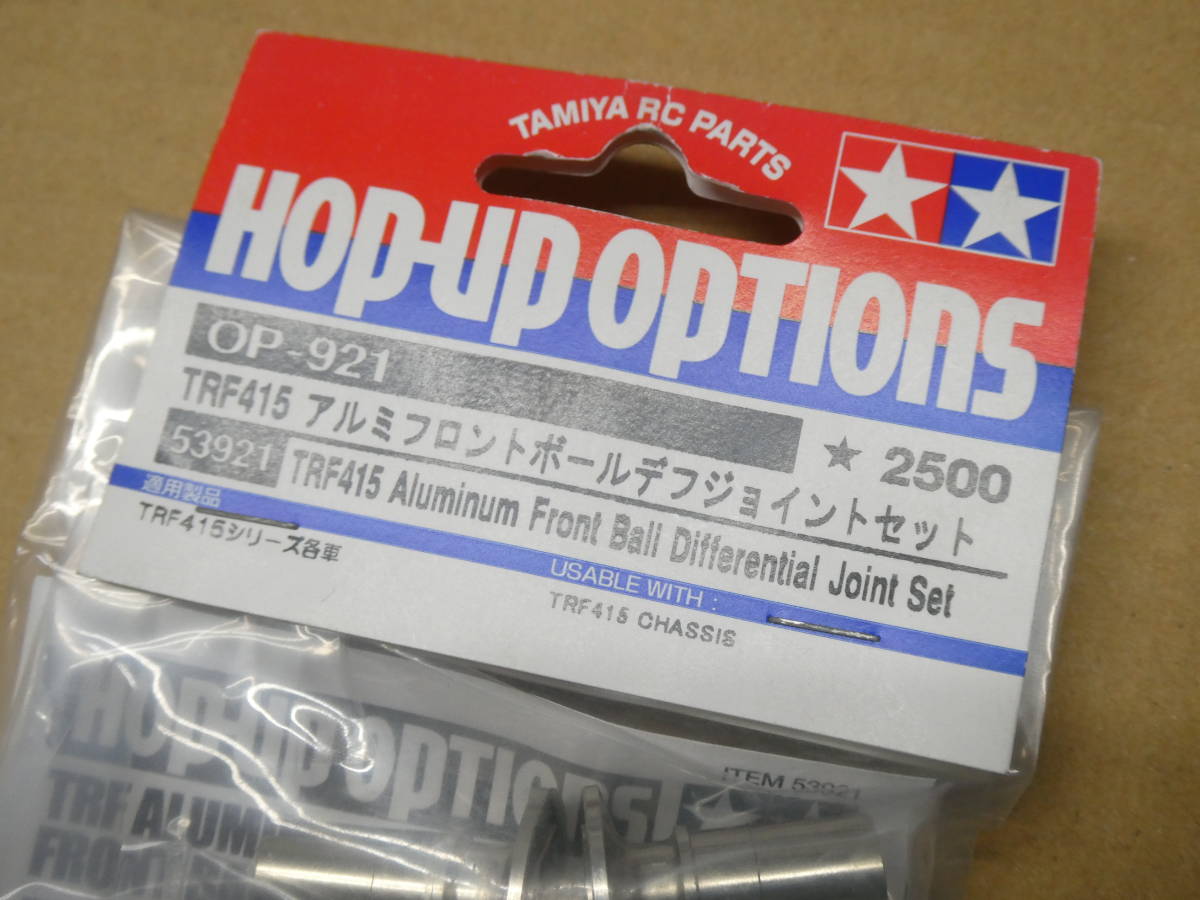 TAMIYA RC PARTS
HOP-UP OPTIONS
OP-921
★ 2500
TRF415 アルミフロントボールデフジョイントセット
53921 TRF415 Aluminum Front Ball Differential Joint Set
適用製品
TRF415シリーズ各車
USABLE WITH :
TRF415 CHASSIS
HOP-UP OPTIONS
ITEM 53921
TRF
FRONT